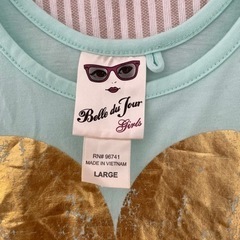 Belle du Jour
Girls
RN# 96741
MADE IN VIETNAM
LARGE